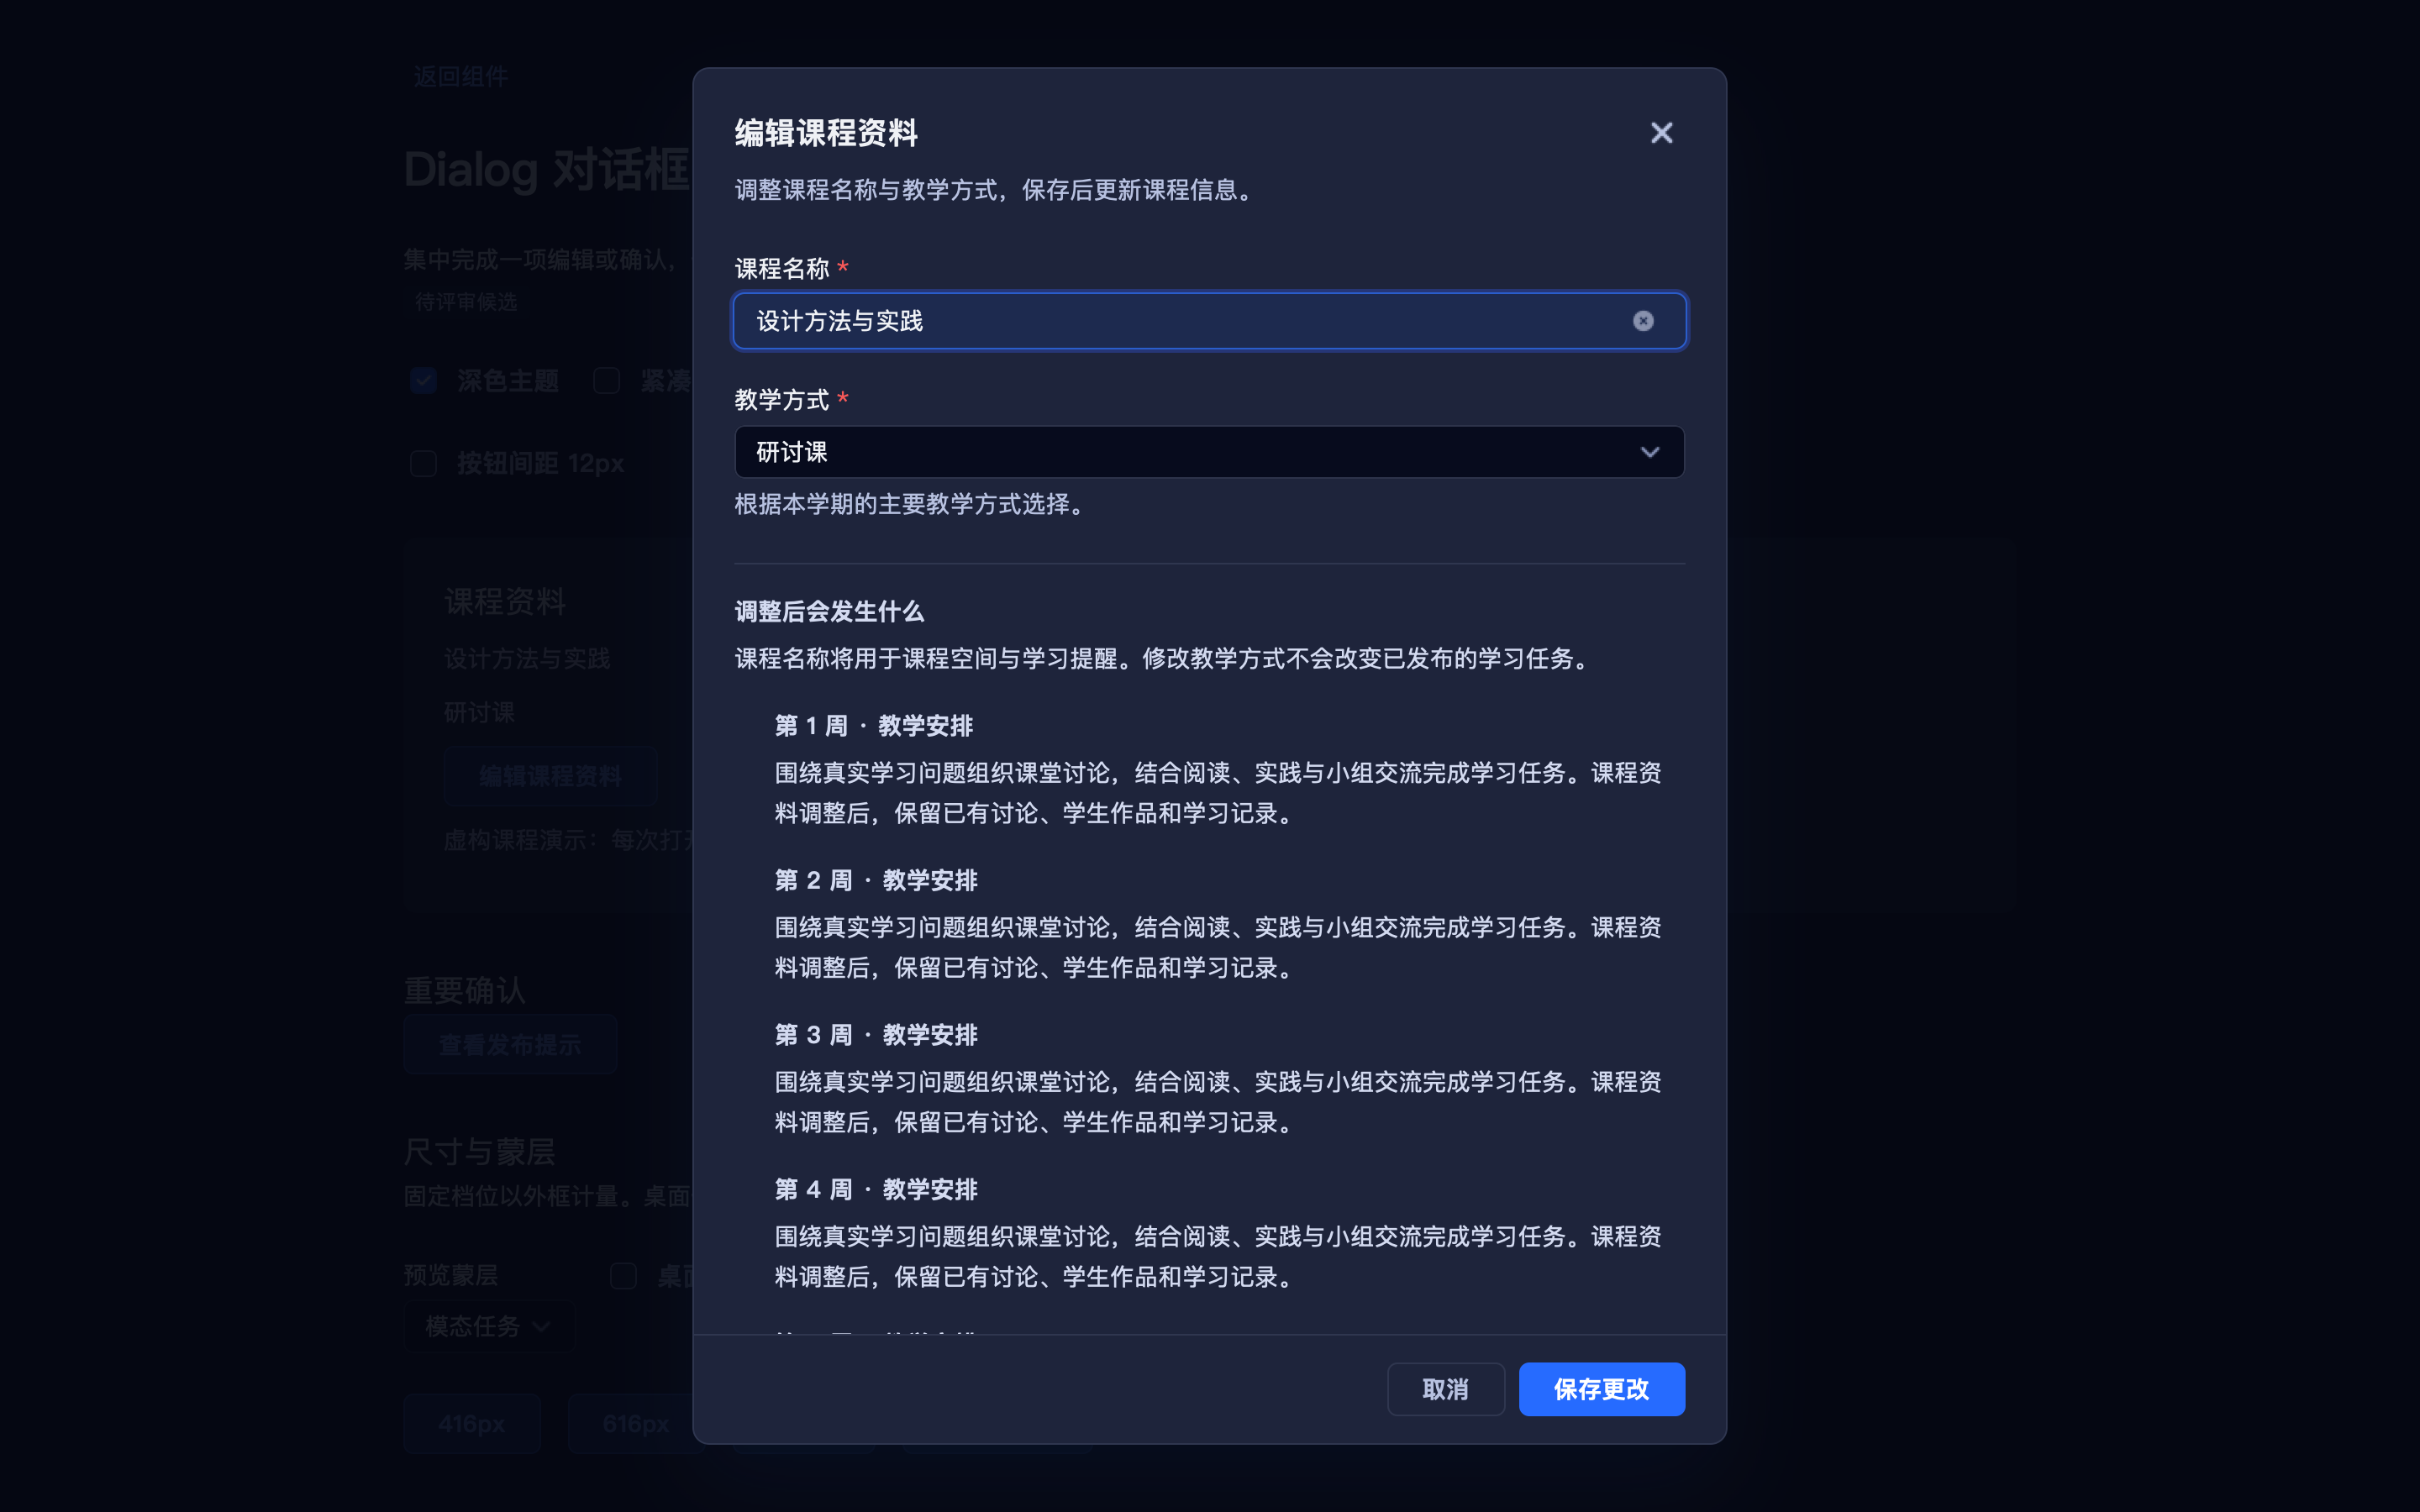 返回组件
Dialog 对话框
集中完成一项编辑或确认，
待评审候选
深色主题
紧凑
按钮间距 12px
课程资料
设计方法与实践
研讨课
编辑课程资料
虚构课程演示：每次打开
重要确认
查看发布提示
尺寸与蒙层
固定档位以外框计量。桌面
预览蒙层
桌面
模态任务
416px
616px
编辑课程资料
调整课程名称与教学方式，保存后更新课程信息。
课程名称 *
设计方法与实践
教学方式 *
研讨课
根据本学期的主要教学方式选择。
调整后会发生什么
课程名称将用于课程空间与学习提醒。修改教学方式不会改变已发布的学习任务。
第 1 周 · 教学安排
围绕真实学习问题组织课堂讨论，结合阅读、实践与小组交流完成学习任务。课程资
料调整后，保留已有讨论、学生作品和学习记录。
第 2 周 · 教学安排
围绕真实学习问题组织课堂讨论，结合阅读、实践与小组交流完成学习任务。课程资
料调整后，保留已有讨论、学生作品和学习记录。
第 3 周 · 教学安排
围绕真实学习问题组织课堂讨论，结合阅读、实践与小组交流完成学习任务。课程资
料调整后，保留已有讨论、学生作品和学习记录。
第 4 周 · 教学安排
围绕真实学习问题组织课堂讨论，结合阅读、实践与小组交流完成学习任务。课程资
料调整后，保留已有讨论、学生作品和学习记录。
取消
保存更改